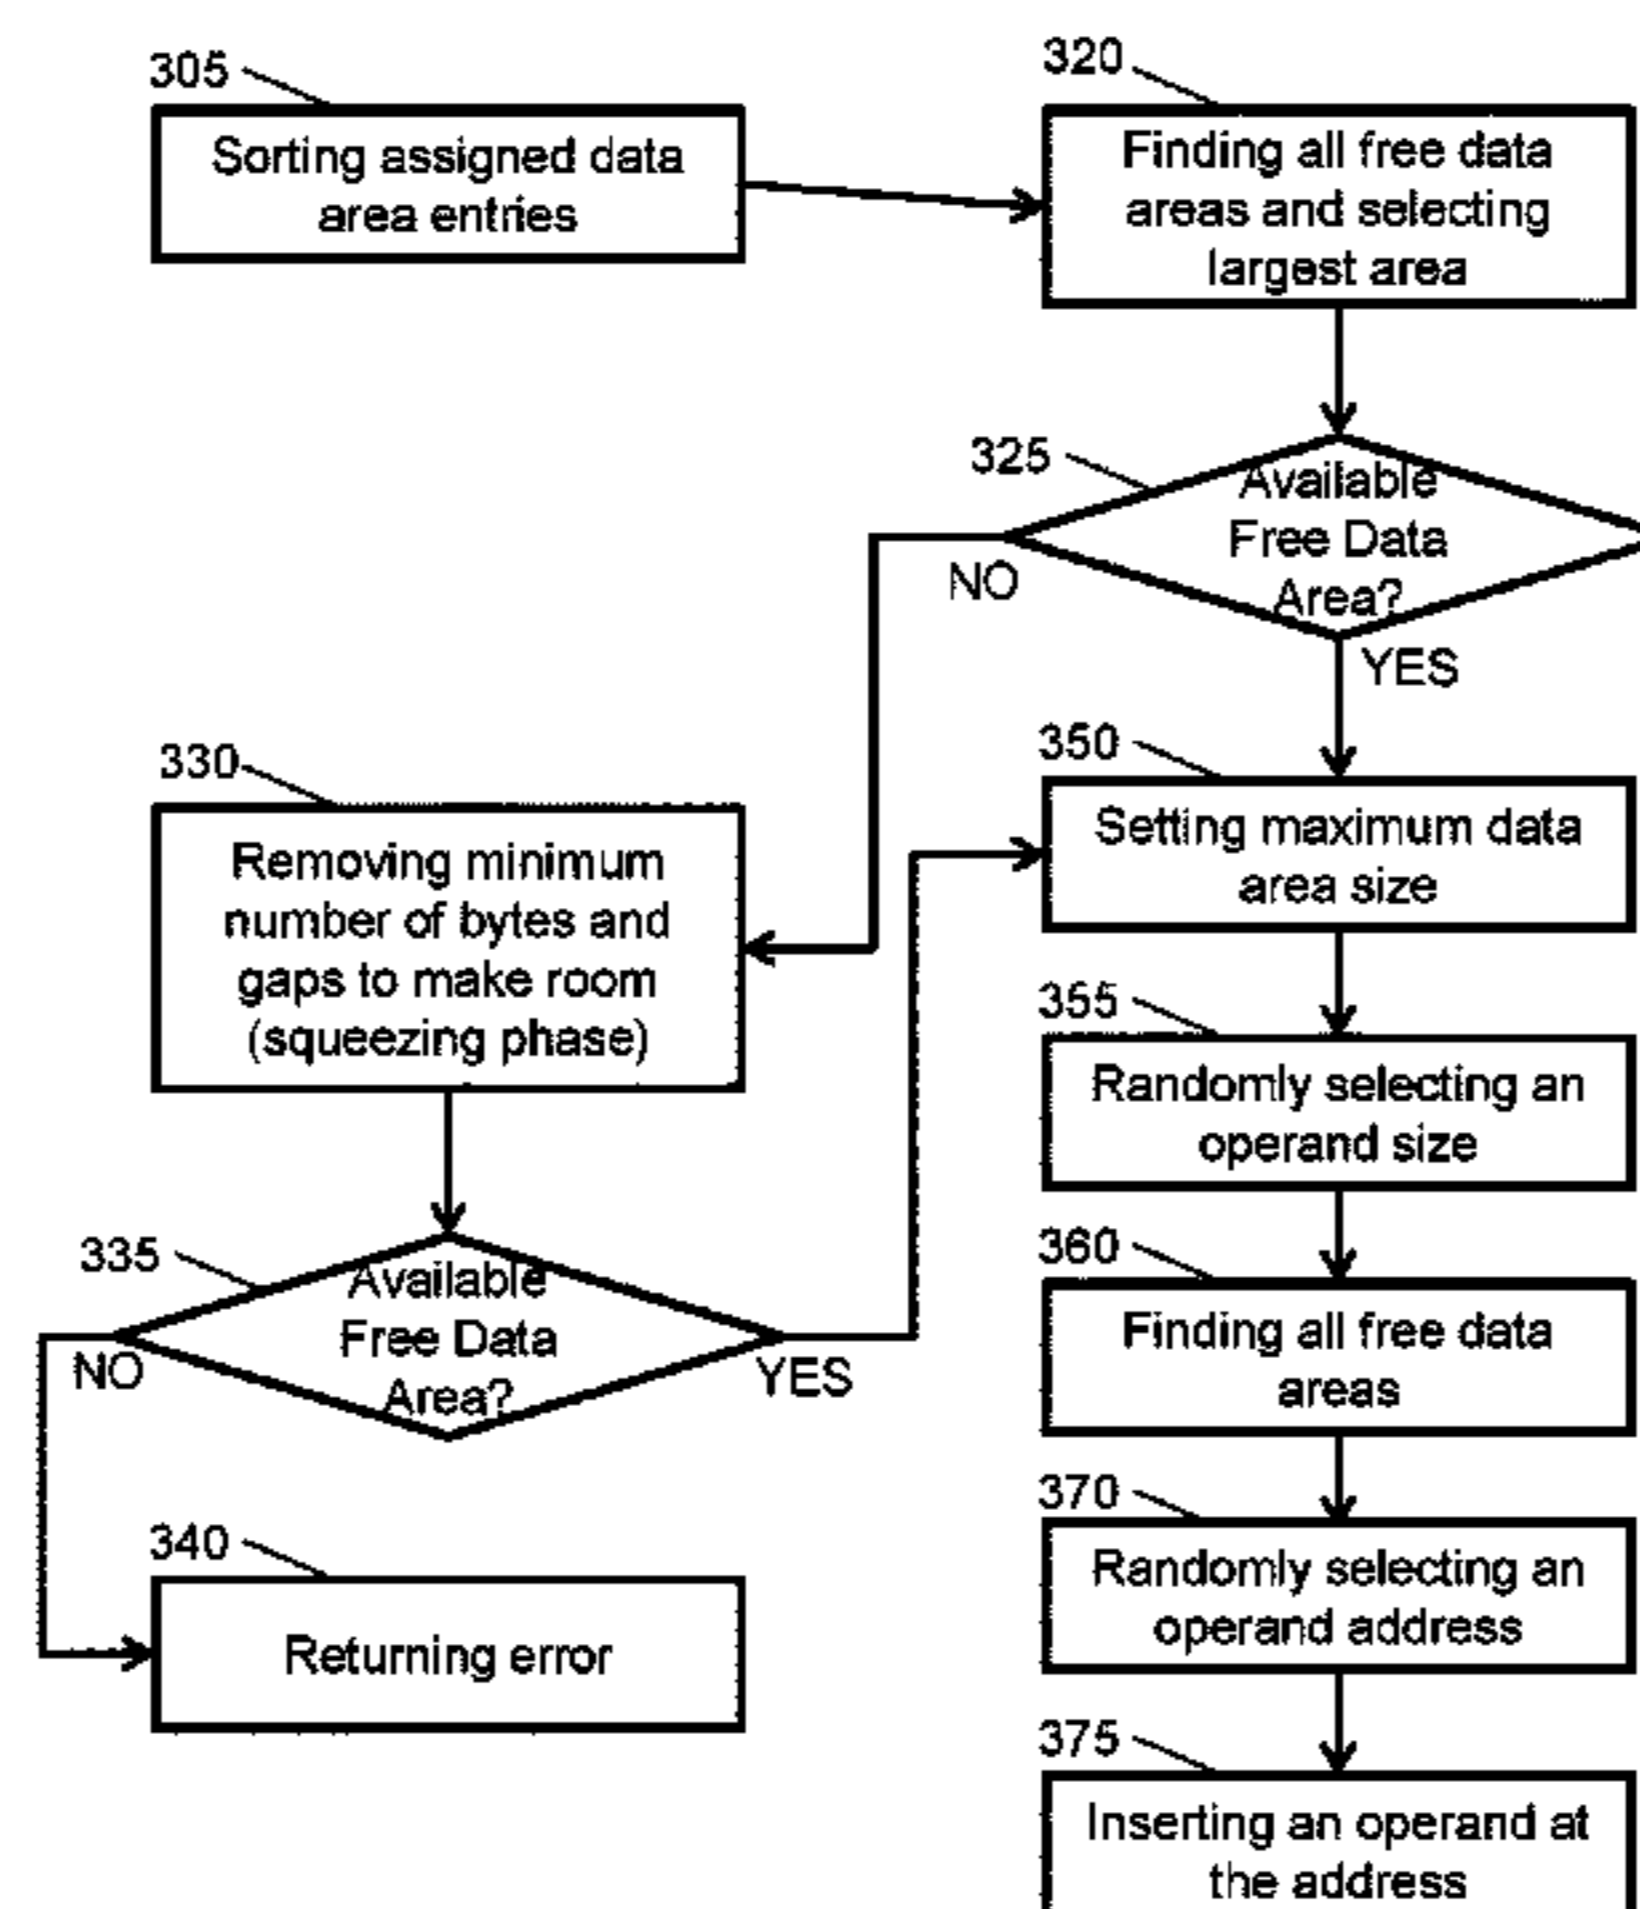 305
Sorting assigned data
area entries
320
Finding all free data
areas and selecting
largest area
325
Available
Free Data
Area?
NO
YES
330
Removing minimum
number of bytes and
gaps to make room
(squeezing phase)
335
Available
Free Data
Area?
NO
YES
340
Returning error
350
Setting maximum data
area size
355
Randomly selecting an
operand size
360
Finding all free data
areas
370
Randomly selecting an
operand address
375
Inserting an operand at
the address